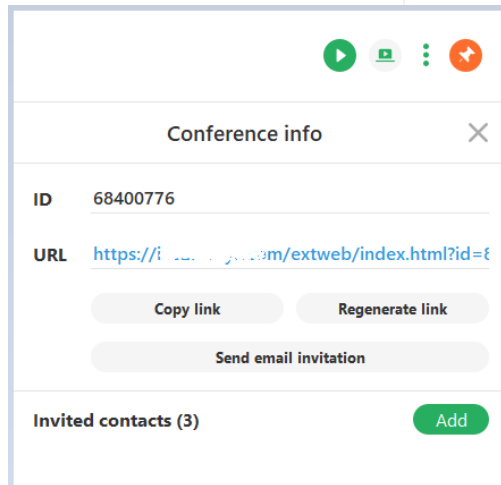 Conference info
ID 68400776
URL https://i m/extweb/index.html?id=8
Copy link Regenerate link
Send email invitation
Invited contacts (3) Add